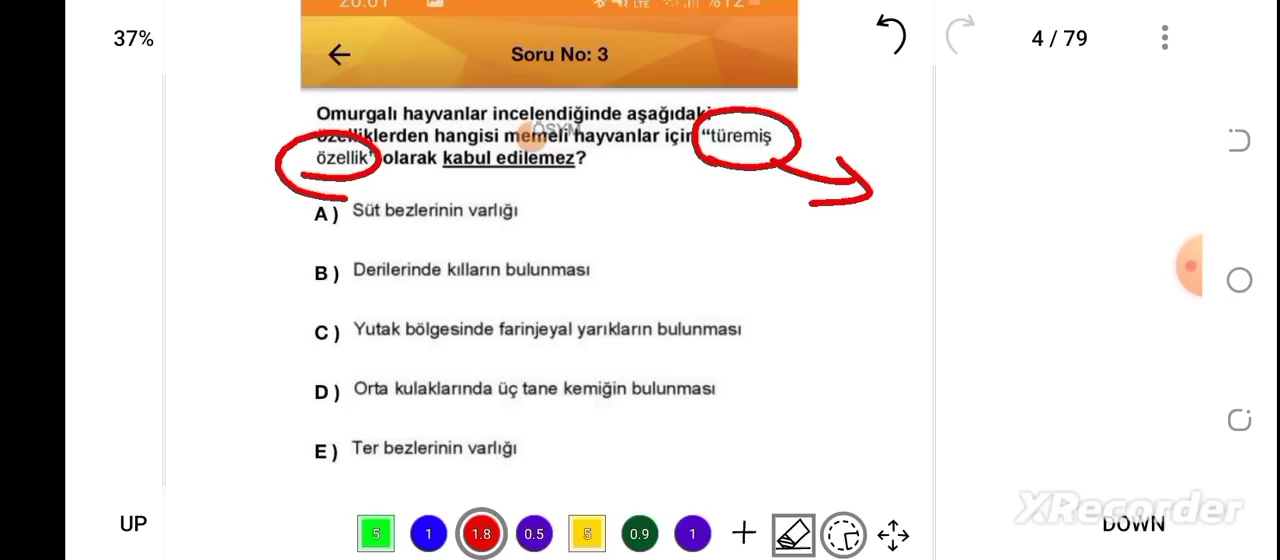 37%
Soru No: 3
4 / 79
Omurgalı hayvanlar incelendiğinde aşağıdaki
özelliklerden hangisi memeli hayvanlar için "türemiş
özellik" olarak kabul edilemez?
ÖSYM
A) Süt bezlerinin varlığı
B) Derilerinde kılların bulunması
C) Yutak bölgesinde farinjeyal yarıkların bulunması
D) Orta kulaklarında üç tane kemiğin bulunması
E) Ter bezlerinin varlığı
XRecorder
UP
DOWN
5 1 1.8 0.5 5 0.9 1